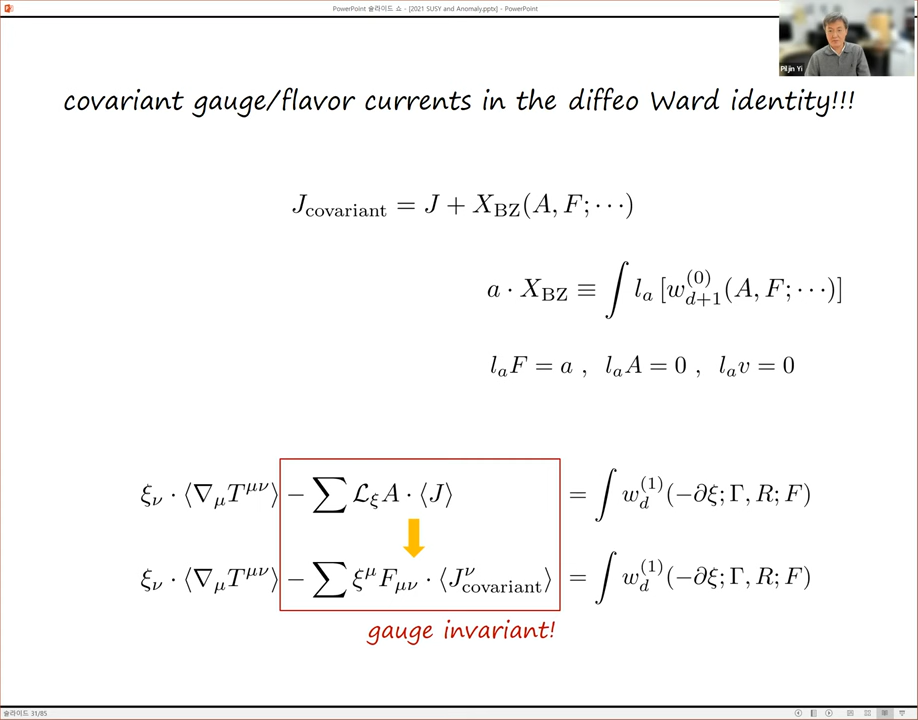 PowerPoint 슬라이드 쇼 - [2021 SUSY and Anomaly.pptx] - PowerPoint
Piljin Yi
covariant gauge/flavor currents in the diffeo Ward identity!!!
J_covariant = J + X_BZ(A, F; ···)
a · X_BZ ≡ ∫ l_a [w_{d+1}^{(0)}(A, F; ···)]
l_a F = a , l_a A = 0 , l_a v = 0
ξ_ν · ⟨∇_μ T^{μν}⟩ − ∑ ℒ_ξ A · ⟨J⟩ = ∫ w_d^{(1)}(−∂ξ; Γ, R; F)
ξ_ν · ⟨∇_μ T^{μν}⟩ − ∑ ξ^μ F_{μν} · ⟨J^ν_covariant⟩ = ∫ w_d^{(1)}(−∂ξ; Γ, R; F)
gauge invariant!
슬라이드 31/85